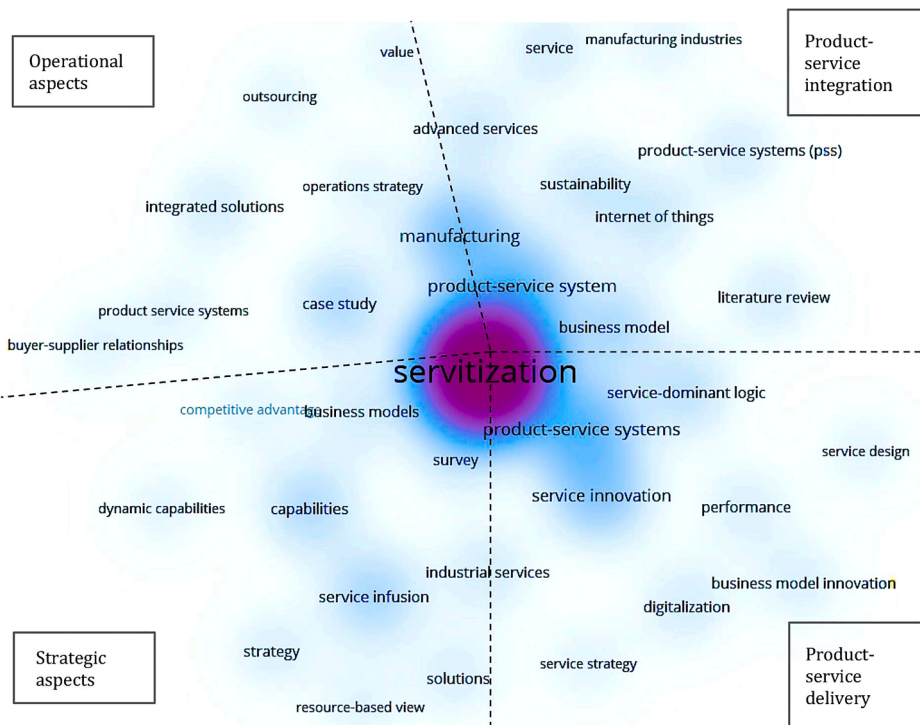 Operational
aspects
value
service
manufacturing industries
Product-
service
integration
outsourcing
advanced services
product-service systems (pss)
operations strategy
sustainability
integrated solutions
internet of things
manufacturing
product-service system
literature review
case study
product service systems
business model
buyer-supplier relationships
servitization
service-dominant logic
competitive advantage
business models
product-service systems
service design
survey
service innovation
dynamic capabilities
capabilities
performance
industrial services
business model innovation
service infusion
digitalization
Strategic
aspects
strategy
service strategy
solutions
resource-based view
Product-
service
delivery